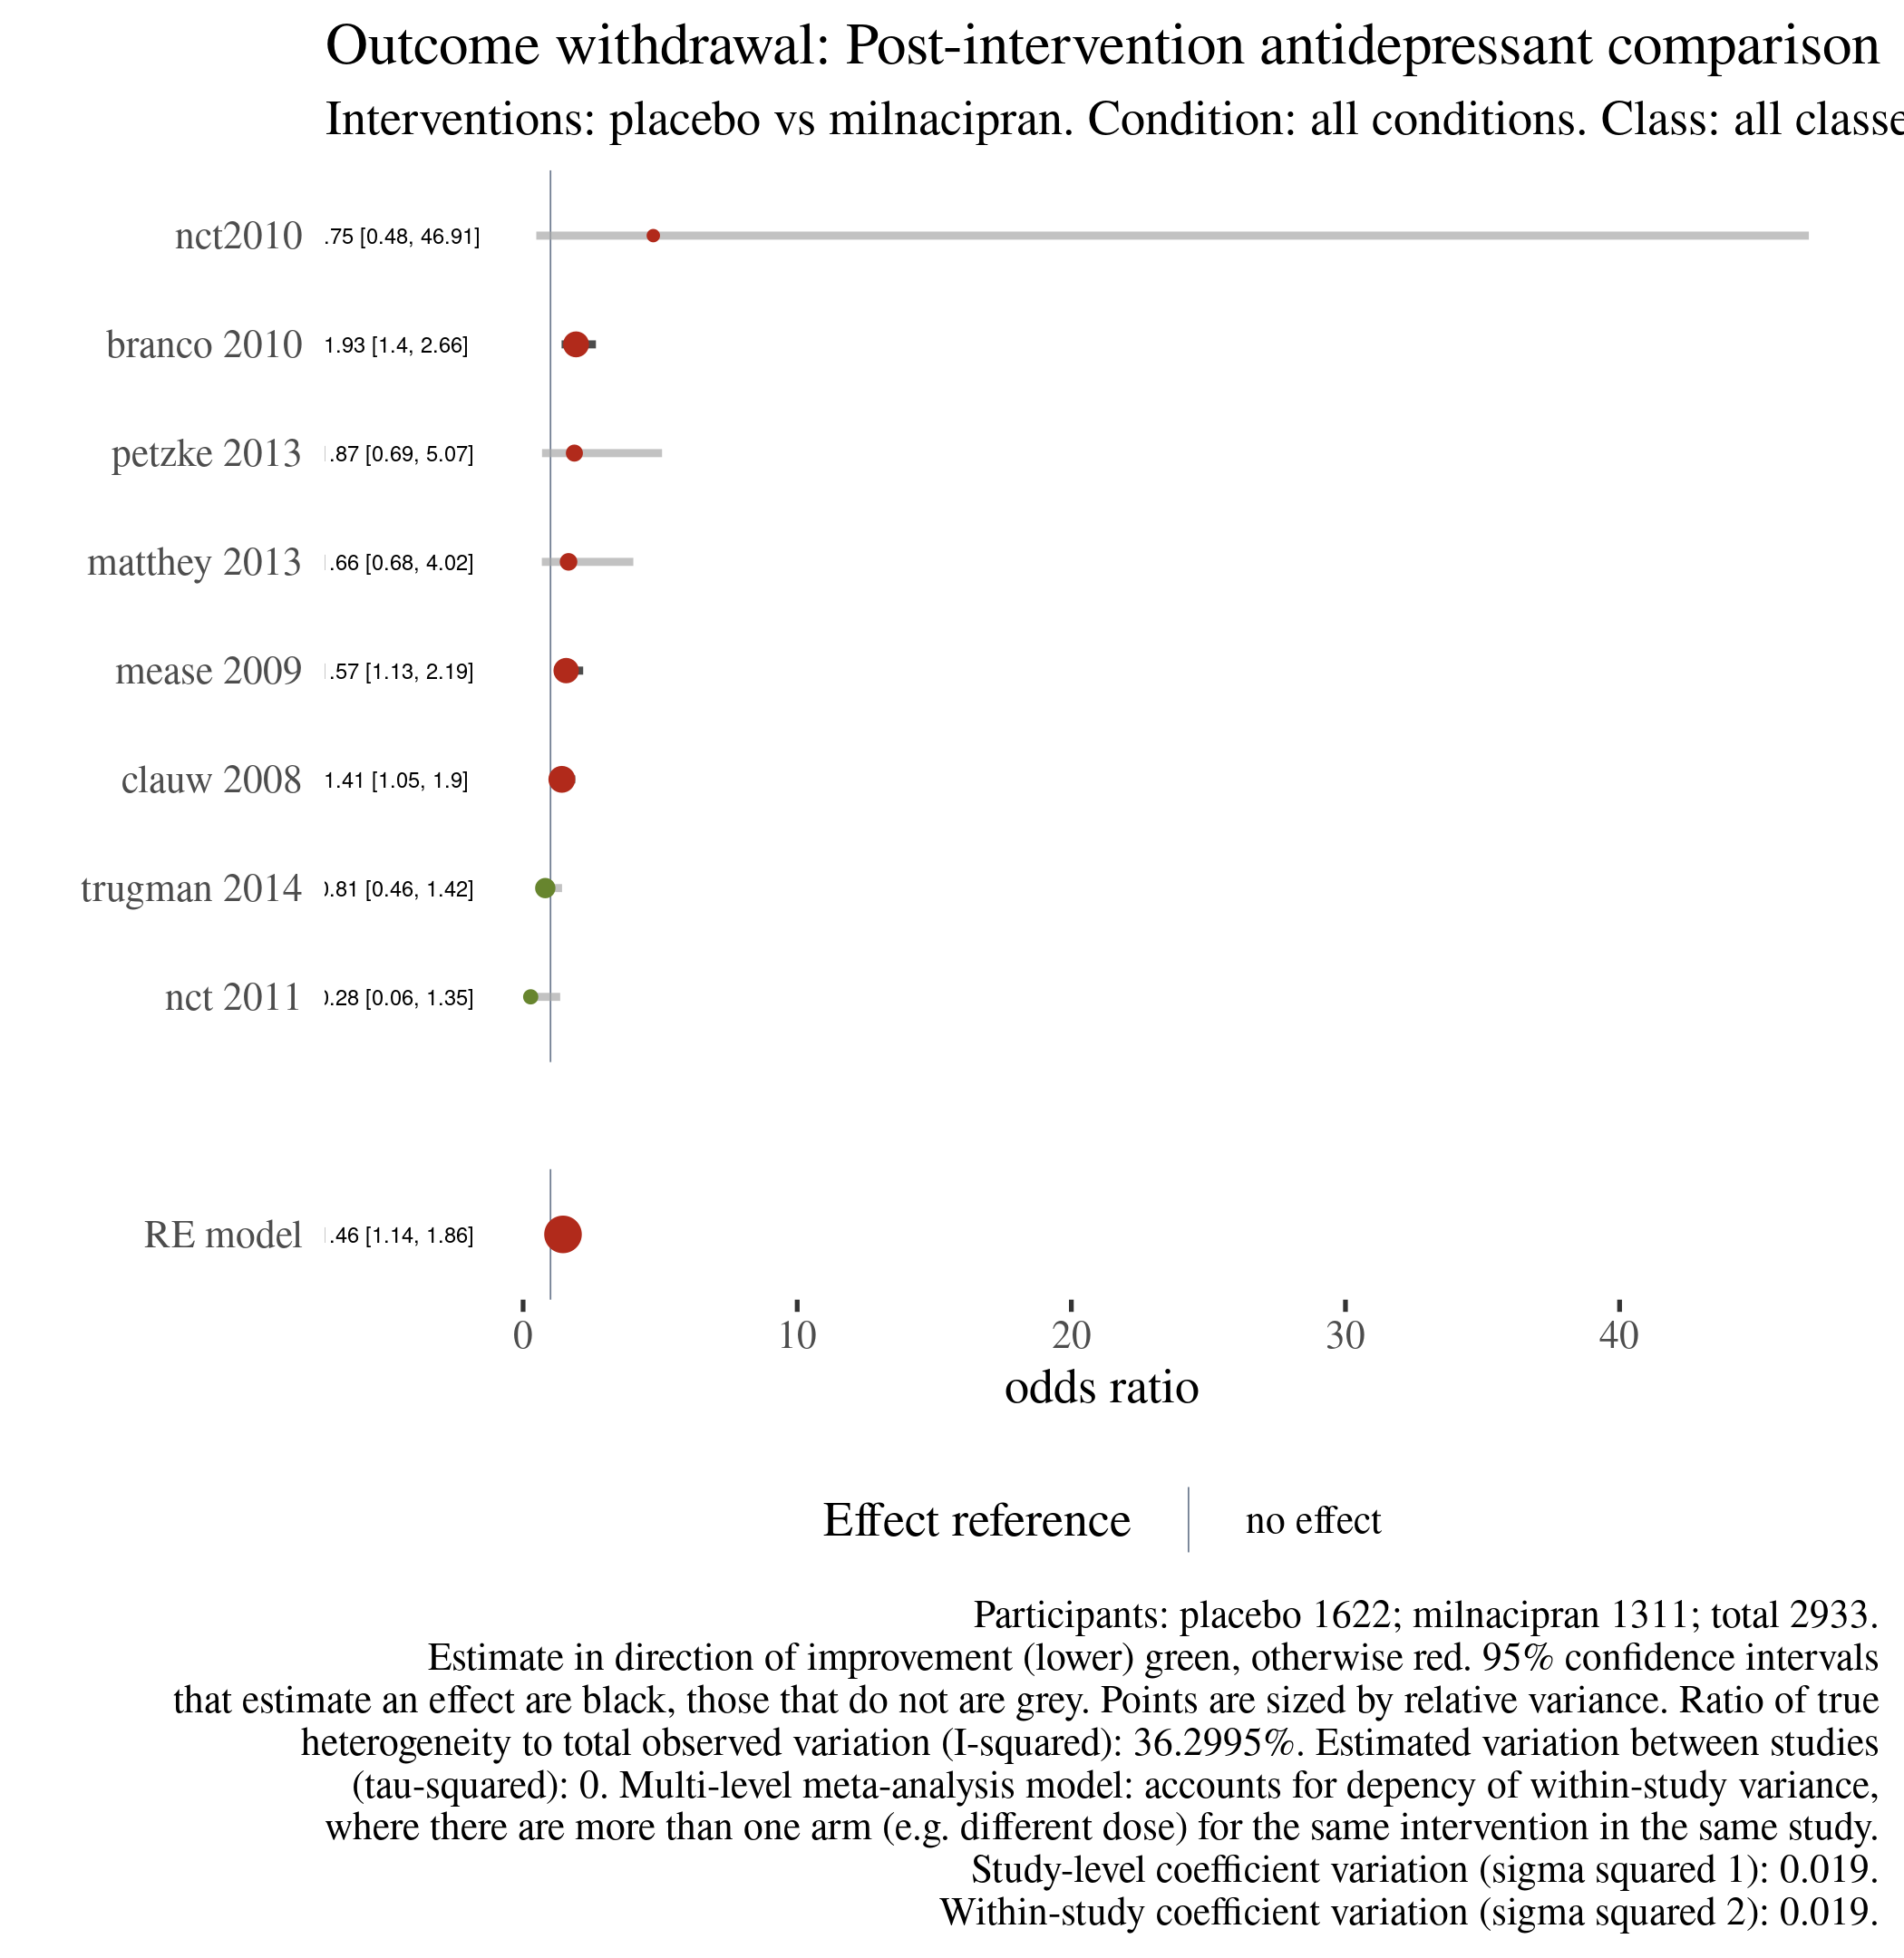 Outcome withdrawal: Post-intervention antidepressant comparison
Interventions: placebo vs milnacipran. Condition: all conditions. Class: all classe
nct2010 .75 [0.48, 46.91]
branco 2010 1.93 [1.4, 2.66]
petzke 2013 .87 [0.69, 5.07]
matthey 2013 .66 [0.68, 4.02]
mease 2009 .57 [1.13, 2.19]
clauw 2008 1.41 [1.05, 1.9]
trugman 2014 0.81 [0.46, 1.42]
nct 2011 0.28 [0.06, 1.35]
RE model .46 [1.14, 1.86]
0 10 20 30 40
odds ratio
Effect reference no effect
Participants: placebo 1622; milnacipran 1311; total 2933.
Estimate in direction of improvement (lower) green, otherwise red. 95% confidence intervals
that estimate an effect are black, those that do not are grey. Points are sized by relative variance. Ratio of true
heterogeneity to total observed variation (I-squared): 36.2995%. Estimated variation between studies
(tau-squared): 0. Multi-level meta-analysis model: accounts for depency of within-study variance,
where there are more than one arm (e.g. different dose) for the same intervention in the same study.
Study-level coefficient variation (sigma squared 1): 0.019.
Within-study coefficient variation (sigma squared 2): 0.019.